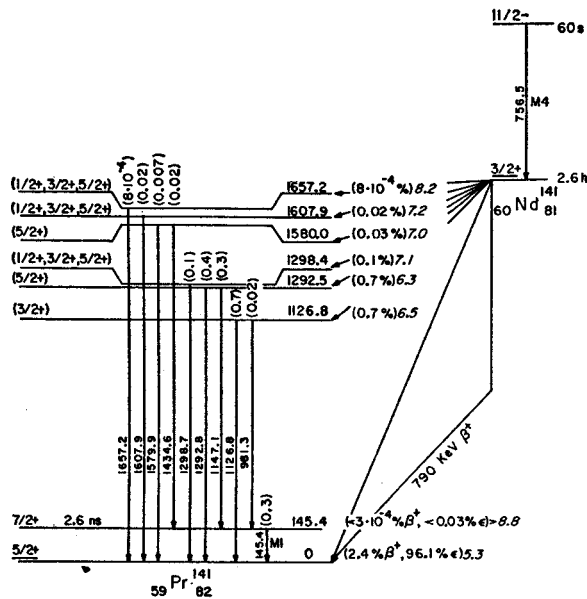 11/2-
60s
756.5
M4
3/2+
2.6h
60 Nd 141 81
(8·10⁻⁴)
(0.02)
(0.007)
(0.02)
(1/2+,3/2+,5/2+) 1657.2 (8·10⁻⁴%)8.2
(1/2+,3/2+,5/2+) 1607.9 (0.02%)7.2
(5/2+) 1580.0 (0.03%)7.0
(1/2+,3/2+,5/2+) 1298.4 (0.1%)7.1
(0.1)
(0.4)
(0.3)
(5/2+) 1292.5 (0.7%)6.3
(0.7)
(0.02)
(3/2+) 1126.8 (0.7%)6.5
1657.2
1607.9
1579.9
1434.6
1298.7
1292.8
1147.1
1126.8
981.3
790 KeV β+
(0,3)
7/2+ 2.6 ns 145.4 (<3·10⁻⁴%β+,<0.03%ε)>8.8
145.4
M1
5/2+ 0 (2.4%β+,96.1%ε)5.3
59 Pr 141 82